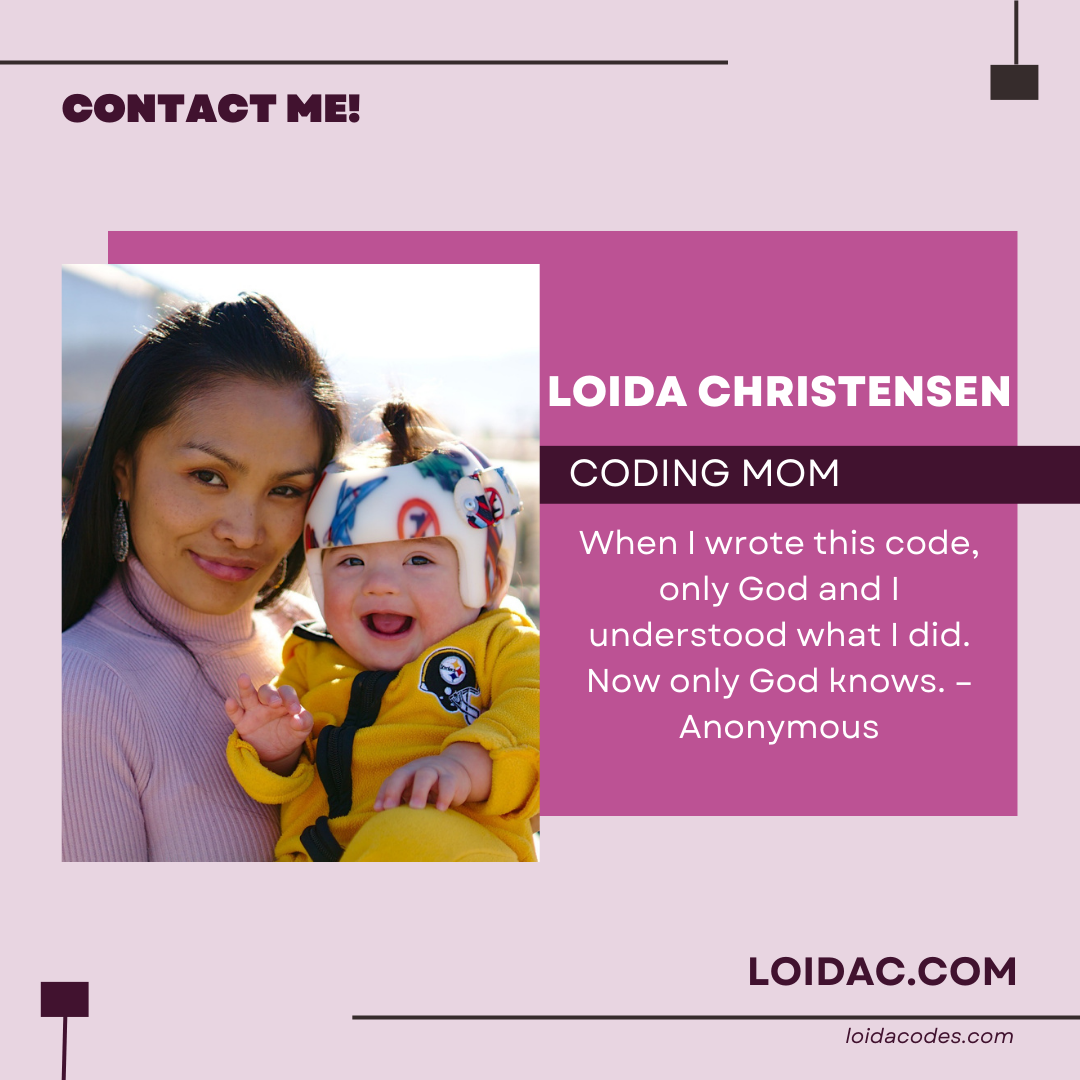 CONTACT ME!
LOIDA CHRISTENSEN
CODING MOM
When I wrote this code,
only God and I
understood what I did.
Now only God knows. –
Anonymous
LOIDAC.COM
loidacodes.com